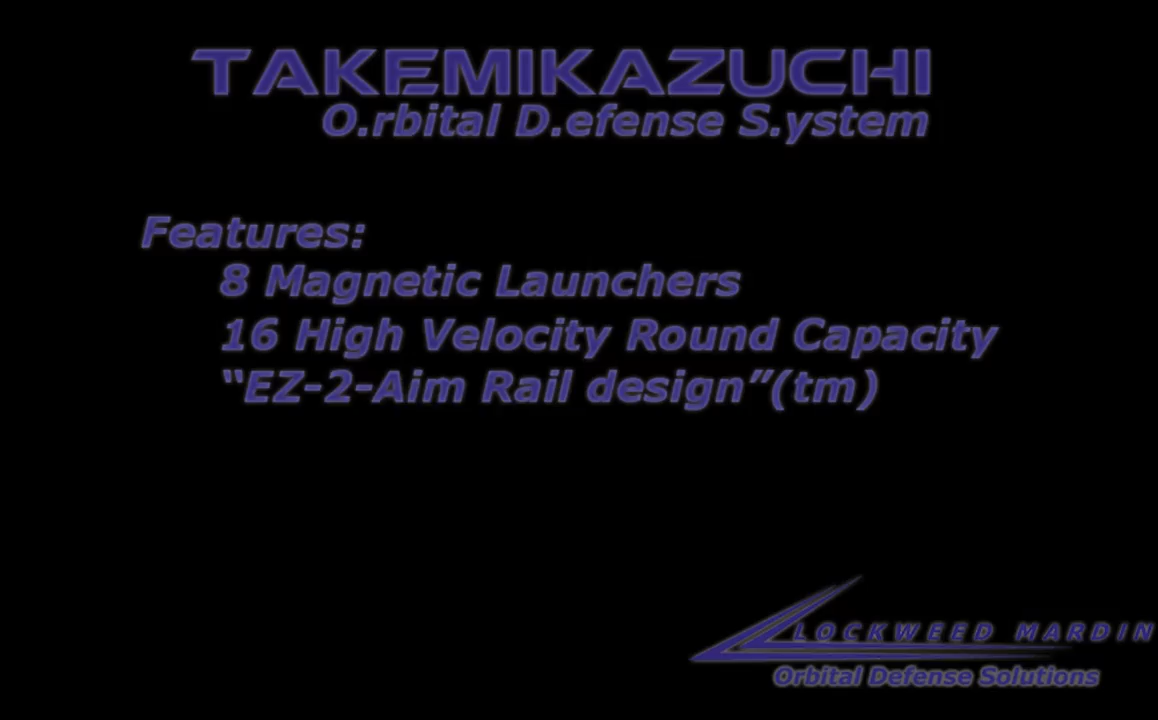 TAKEMIKAZUCHI
O.rbital D.efense S.ystem
Features:
8 Magnetic Launchers
16 High Velocity Round Capacity
“EZ-2-Aim Rail design”(tm)
LOCKWEED MARDIN
Orbital Defense Solutions